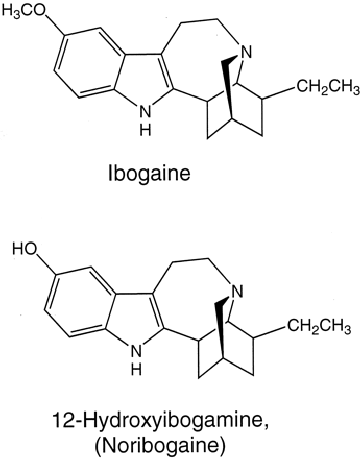 H₃CO
N
CH₂CH₃
N
H
Ibogaine
HO
N
CH₂CH₃
N
H
12-Hydroxyibogamine,
(Noribogaine)